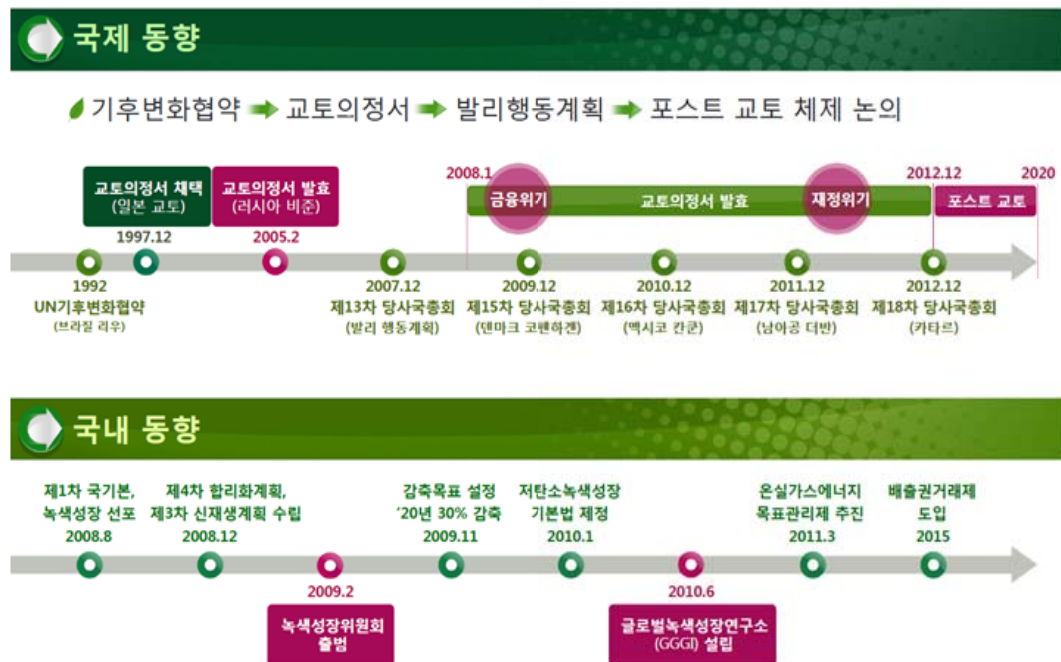 국제 동향
기후변화협약 ➡ 교토의정서 ➡ 발리행동계획 ➡ 포스트 교토 체제 논의
교토의정서 채택
(일본 교토)
1997.12
교토의정서 발효
(러시아 비준)
2005.2
2008.1
2012.12
2020
금융위기
교토의정서 발효
재정위기
포스트 교토
1992
UN기후변화협약
(브라질 리우)
2007.12
제13차 당사국총회
(발리 행동계획)
2009.12
제15차 당사국총회
(덴마크 코펜하겐)
2010.12
제16차 당사국총회
(멕시코 칸쿤)
2011.12
제17차 당사국총회
(남아공 더반)
2012.12
제18차 당사국총회
(카타르)
국내 동향
제1차 국기본,
녹색성장 선포
2008.8
제4차 합리화계획,
제3차 신재생계획 수립
2008.12
2009.2
녹색성장위원회
출범
감축목표 설정
'20년 30% 감축
2009.11
저탄소녹색성장
기본법 제정
2010.1
2010.6
글로벌녹색성장연구소
(GGGI) 설립
온실가스에너지
목표관리제 추진
2011.3
배출권거래제
도입
2015